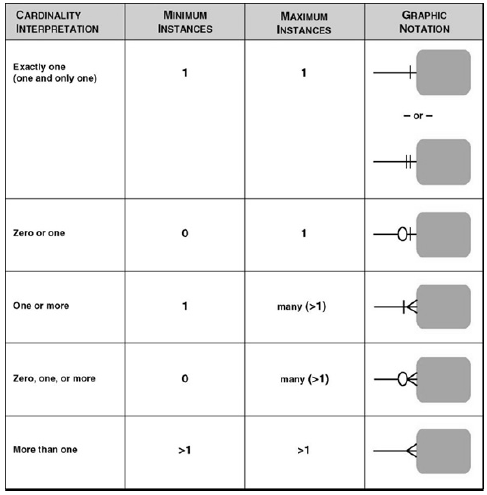 CARDINALITY INTERPRETATION MINIMUM INSTANCES MAXIMUM INSTANCES GRAPHIC NOTATION
Exactly one
(one and only one) 1 1
– or –
Zero or one 0 1
One or more 1 many (>1)
Zero, one, or more 0 many (>1)
More than one >1 >1